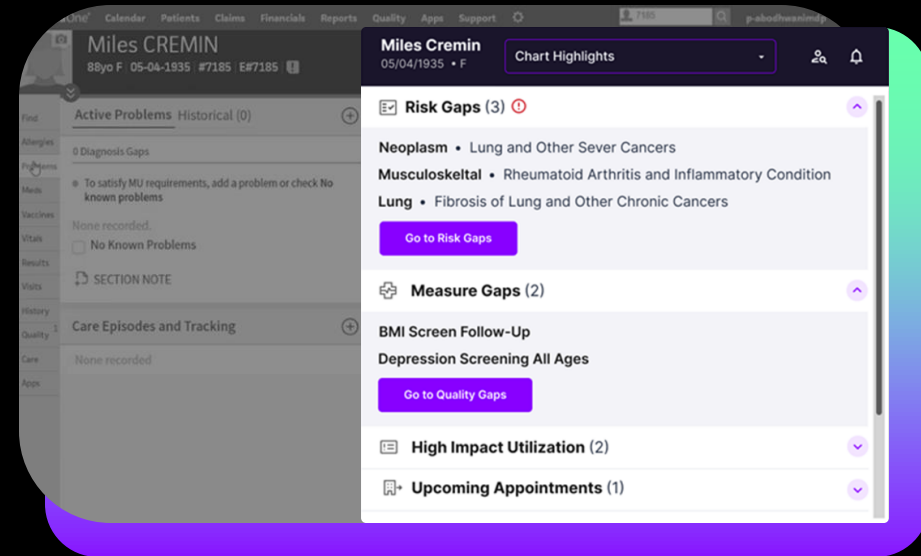 One Calendar Patients Claims Financials Reports Quality Apps Support 7185 p-abodhwanimdp
Miles CREMIN
88yo F 05-04-1935 #7185 E#7185
Find
Allergies
Problems
Meds
Vaccines
Vitals
Results
Visits
History
Quality 1
Care
Apps
Active Problems Historical (0)
0 Diagnosis Gaps
To satisfy MU requirements, add a problem or check No
known problems
None recorded.
No Known Problems
SECTION NOTE
Care Episodes and Tracking
None recorded
Miles Cremin
05/04/1935 • F
Chart Highlights
Risk Gaps (3)
Neoplasm • Lung and Other Sever Cancers
Musculoskeltal • Rheumatoid Arthritis and Inflammatory Condition
Lung • Fibrosis of Lung and Other Chronic Cancers
Go to Risk Gaps
Measure Gaps (2)
BMI Screen Follow-Up
Depression Screening All Ages
Go to Quality Gaps
High Impact Utilization (2)
Upcoming Appointments (1)